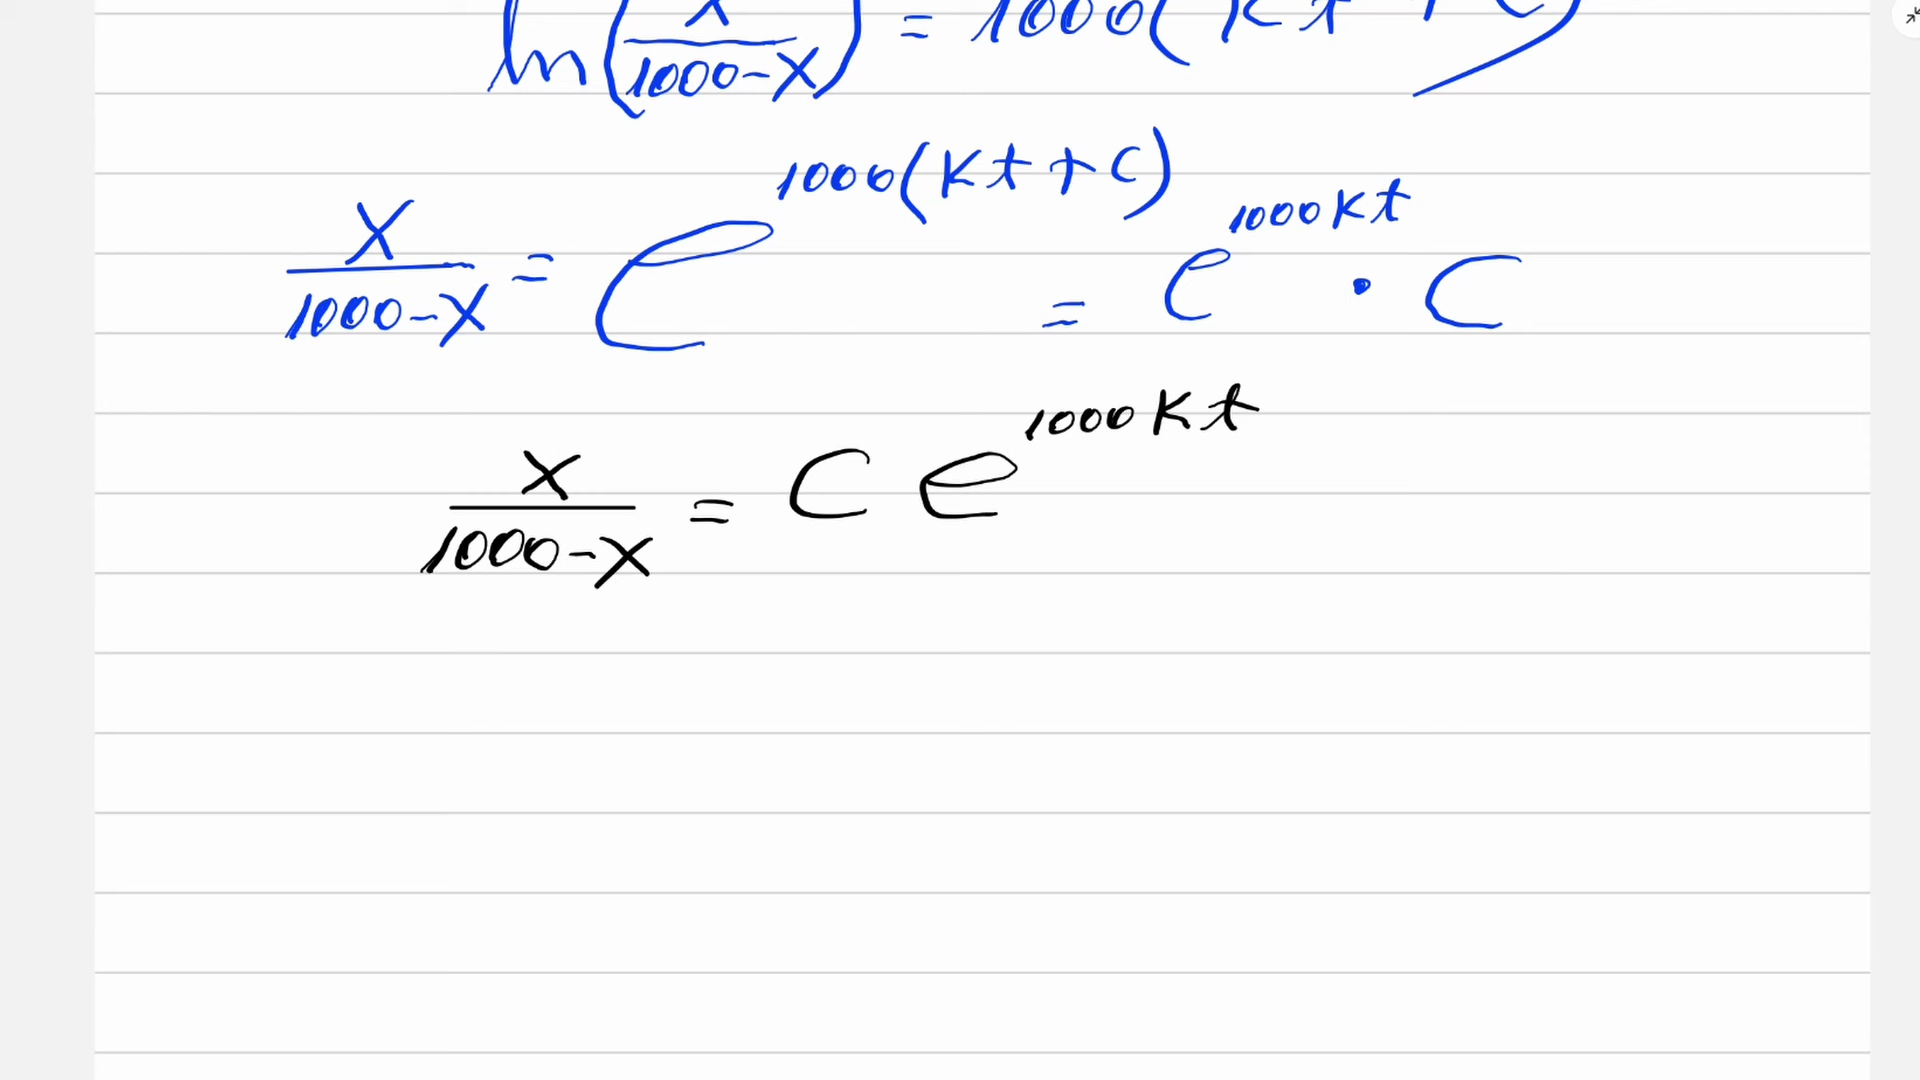 ln(x/(1000-x)) = 1000(kt + c)
x/(1000-x) = e^(1000(kt+c)) = e^(1000kt) · C
x/(1000-x) = C e^(1000kt)